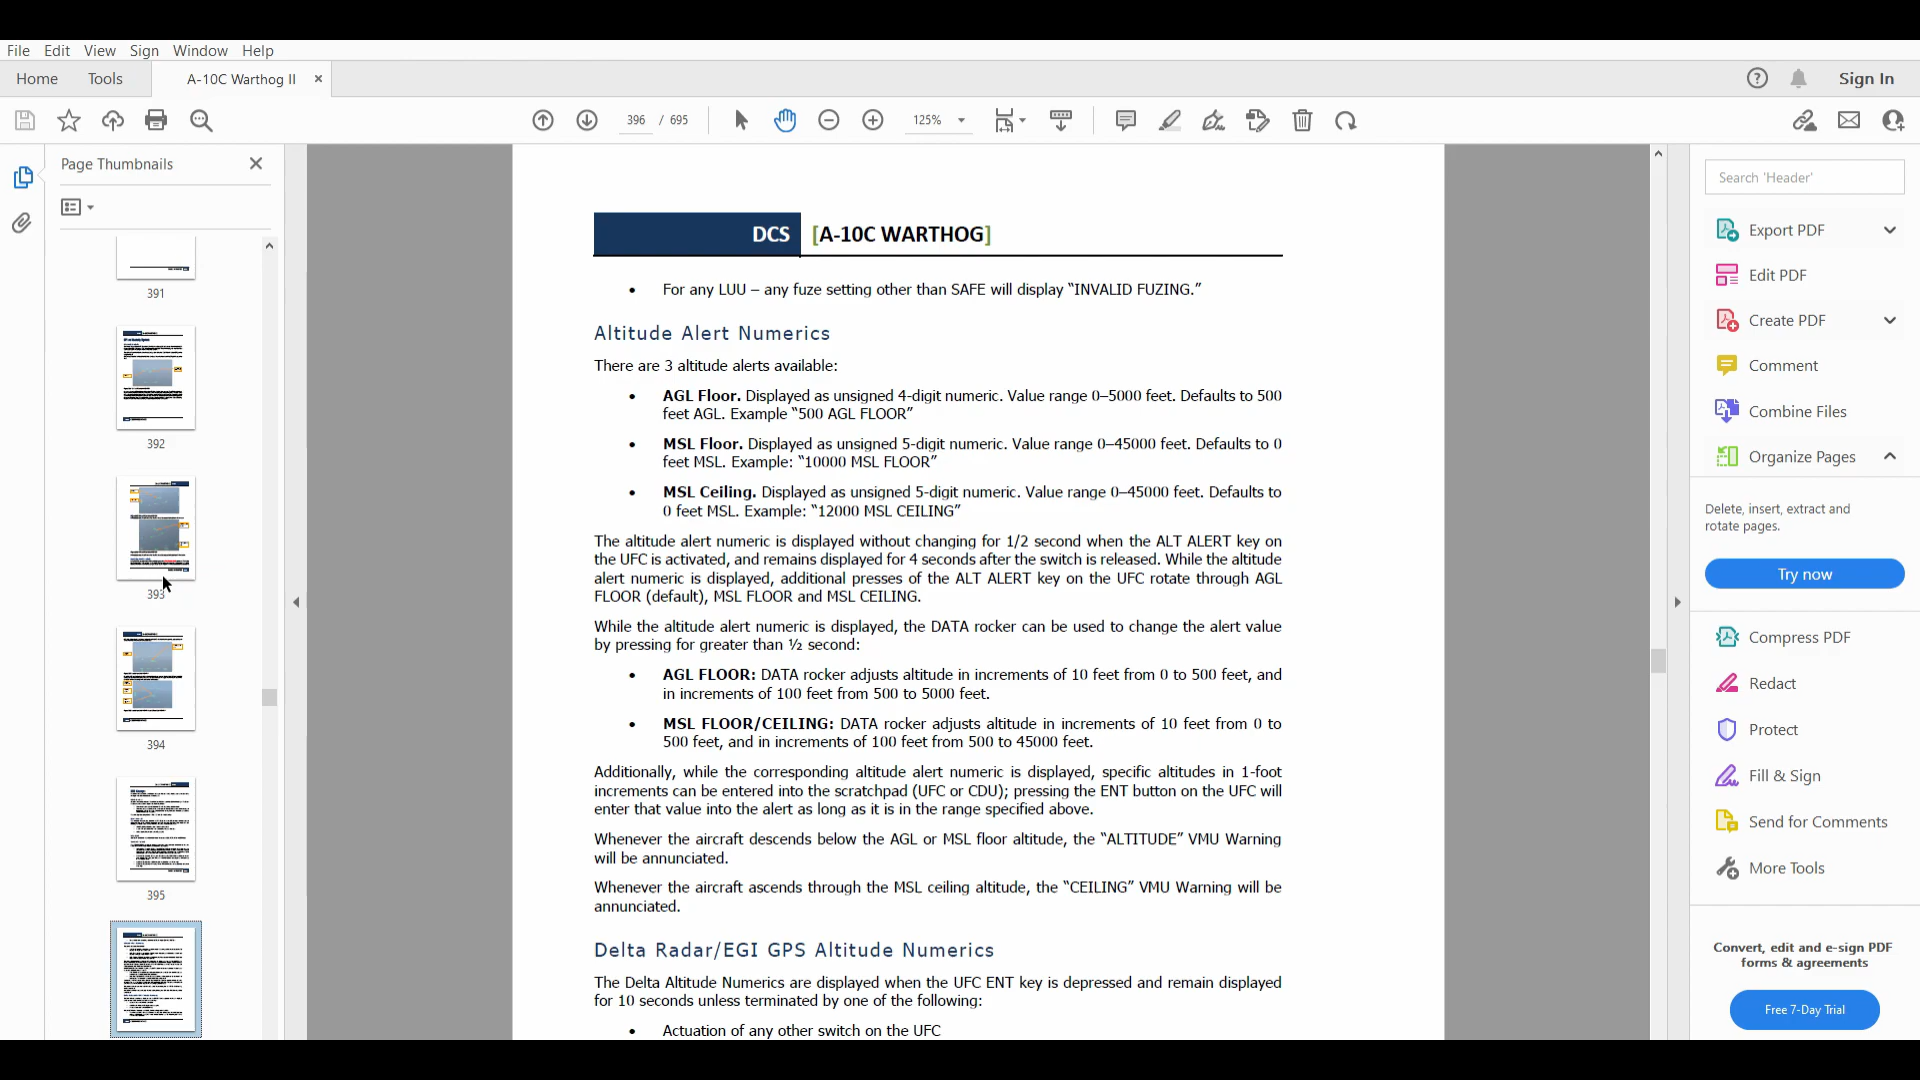 File Edit View Sign Window Help
Home Tools A-10C Warthog II × Sign In
396 / 695 125%
Page Thumbnails
391
392
393
394
395
DCS [A-10C WARTHOG]
• For any LUU – any fuze setting other than SAFE will display “INVALID FUZING.”
Altitude Alert Numerics
There are 3 altitude alerts available:
• AGL Floor. Displayed as unsigned 4-digit numeric. Value range 0–5000 feet. Defaults to 500
feet AGL. Example “500 AGL FLOOR”
• MSL Floor. Displayed as unsigned 5-digit numeric. Value range 0–45000 feet. Defaults to 0
feet MSL. Example: “10000 MSL FLOOR”
• MSL Ceiling. Displayed as unsigned 5-digit numeric. Value range 0–45000 feet. Defaults to
0 feet MSL. Example: “12000 MSL CEILING”
The altitude alert numeric is displayed without changing for 1/2 second when the ALT ALERT key on
the UFC is activated, and remains displayed for 4 seconds after the switch is released. While the altitude
alert numeric is displayed, additional presses of the ALT ALERT key on the UFC rotate through AGL
FLOOR (default), MSL FLOOR and MSL CEILING.
While the altitude alert numeric is displayed, the DATA rocker can be used to change the alert value
by pressing for greater than ½ second:
• AGL FLOOR: DATA rocker adjusts altitude in increments of 10 feet from 0 to 500 feet, and
in increments of 100 feet from 500 to 5000 feet.
• MSL FLOOR/CEILING: DATA rocker adjusts altitude in increments of 10 feet from 0 to
500 feet, and in increments of 100 feet from 500 to 45000 feet.
Additionally, while the corresponding altitude alert numeric is displayed, specific altitudes in 1-foot
increments can be entered into the scratchpad (UFC or CDU); pressing the ENT button on the UFC will
enter that value into the alert as long as it is in the range specified above.
Whenever the aircraft descends below the AGL or MSL floor altitude, the “ALTITUDE” VMU Warning
will be annunciated.
Whenever the aircraft ascends through the MSL ceiling altitude, the “CEILING” VMU Warning will be
annunciated.
Delta Radar/EGI GPS Altitude Numerics
The Delta Altitude Numerics are displayed when the UFC ENT key is depressed and remain displayed
for 10 seconds unless terminated by one of the following:
• Actuation of any other switch on the UFC
Search 'Header'
Export PDF
Edit PDF
Create PDF
Comment
Combine Files
Organize Pages
Delete, insert, extract and
rotate pages.
Try now
Compress PDF
Redact
Protect
Fill & Sign
Send for Comments
More Tools
Convert, edit and e-sign PDF
forms & agreements
Free 7-Day Trial